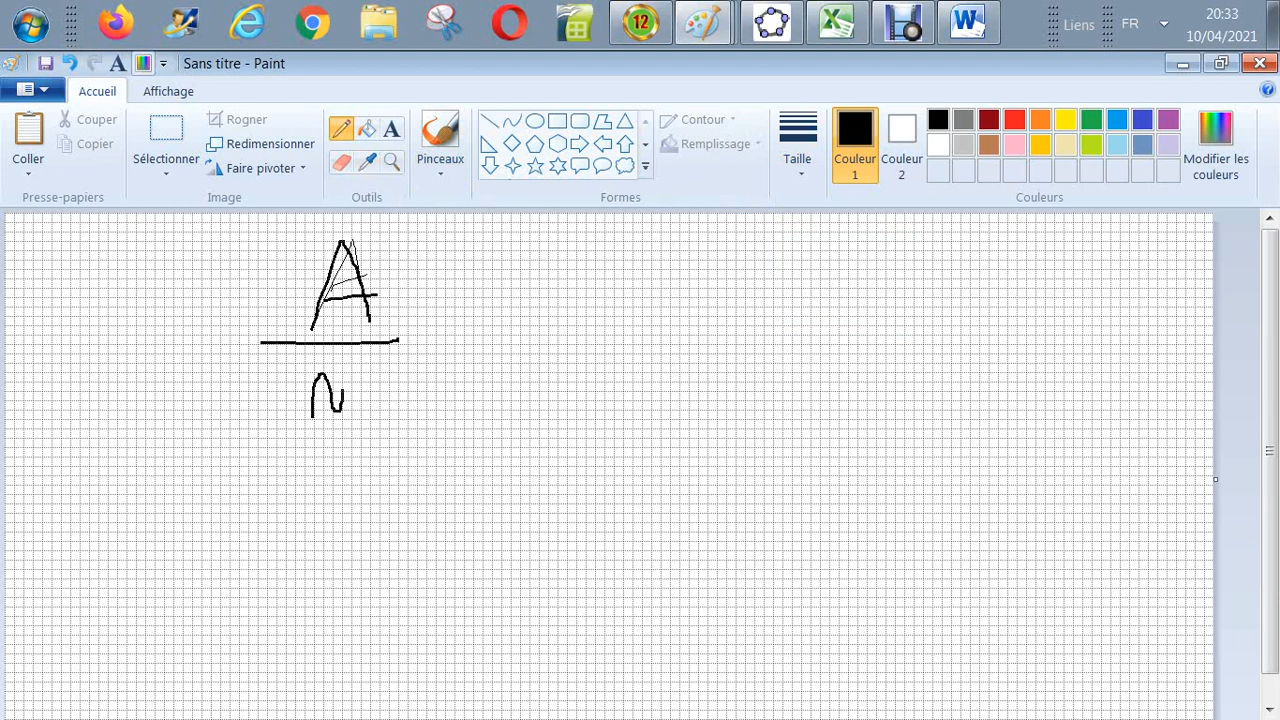 20:33
Liens FR
10/04/2021
12
Sans titre - Paint
Accueil Affichage
Couper
Copier
Coller
Presse-papiers
Sélectionner
Rogner
Redimensionner
Faire pivoter
Image
A
Outils
Pinceaux
Contour
Remplissage
Formes
Taille
Couleur
1
Couleur
2
Modifier les
couleurs
Couleurs
A
n